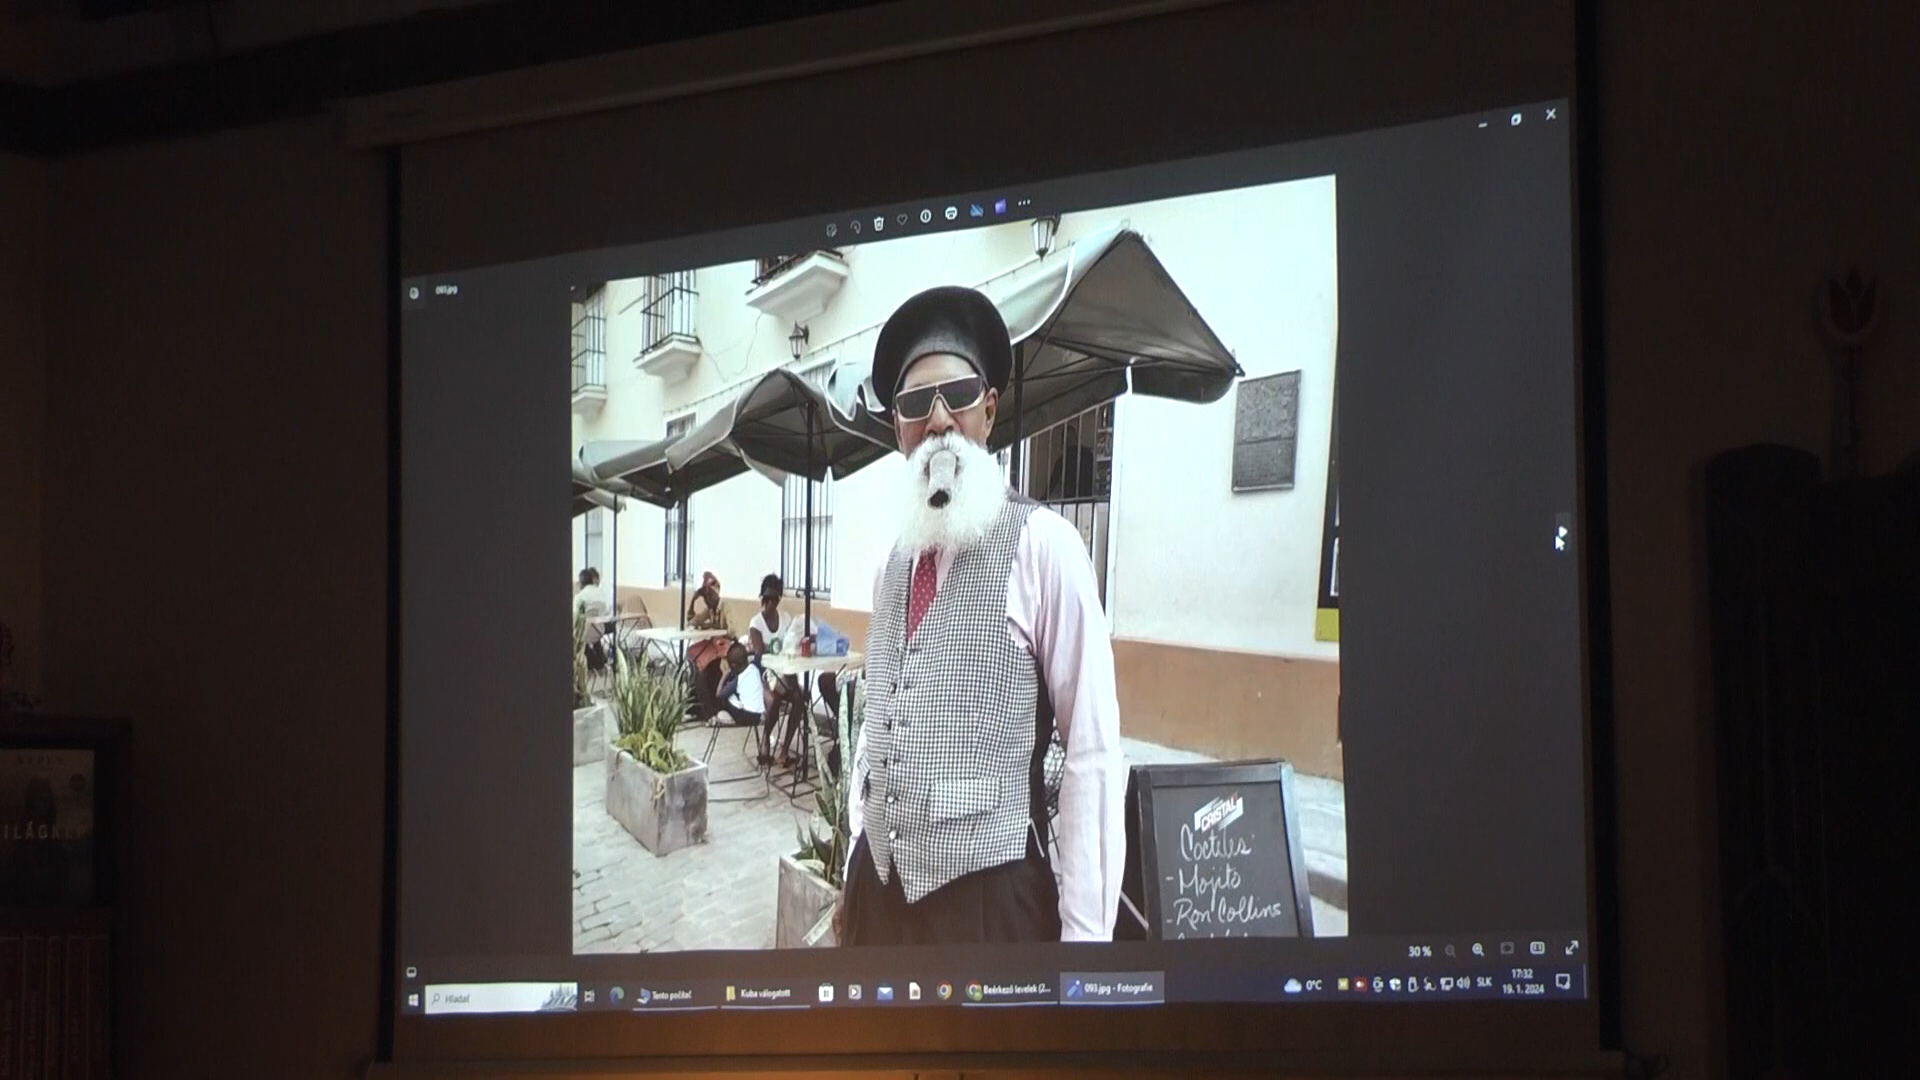 093.jpg
CRISTAL
Cocteles
- Mojito
- Ron Collins
30 %
Hľadať
Tento počítač
Kuba válogatott
Beérkező levelek (2...
093.jpg - Fotografie
0°C
SLK
17:32
19. 1. 2024